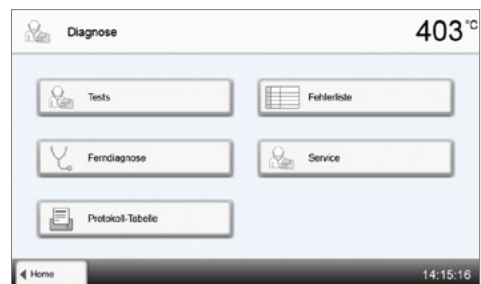 Diagnose
403°C
Tests
Fehlerliste
Ferndiagnose
Service
Protokoll-Tabelle
Home
14:15:16